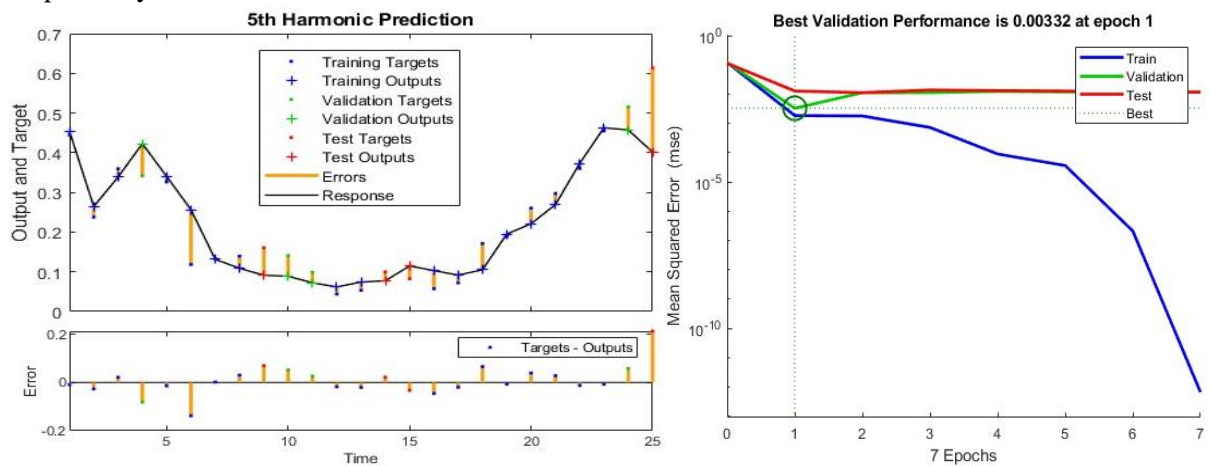 5th Harmonic Prediction
Output and Target
0.7
0.6
0.5
0.4
0.3
0.2
0.1
0
Training Targets
Training Outputs
Validation Targets
Validation Outputs
Test Targets
Test Outputs
Errors
Response
Error
0.2
0
-0.2
Targets - Outputs
5 10 15 20 25
Time
Best Validation Performance is 0.00332 at epoch 1
Mean Squared Error (mse)
10^0
10^-5
10^-10
Train
Validation
Test
Best
0 1 2 3 4 5 6 7
7 Epochs